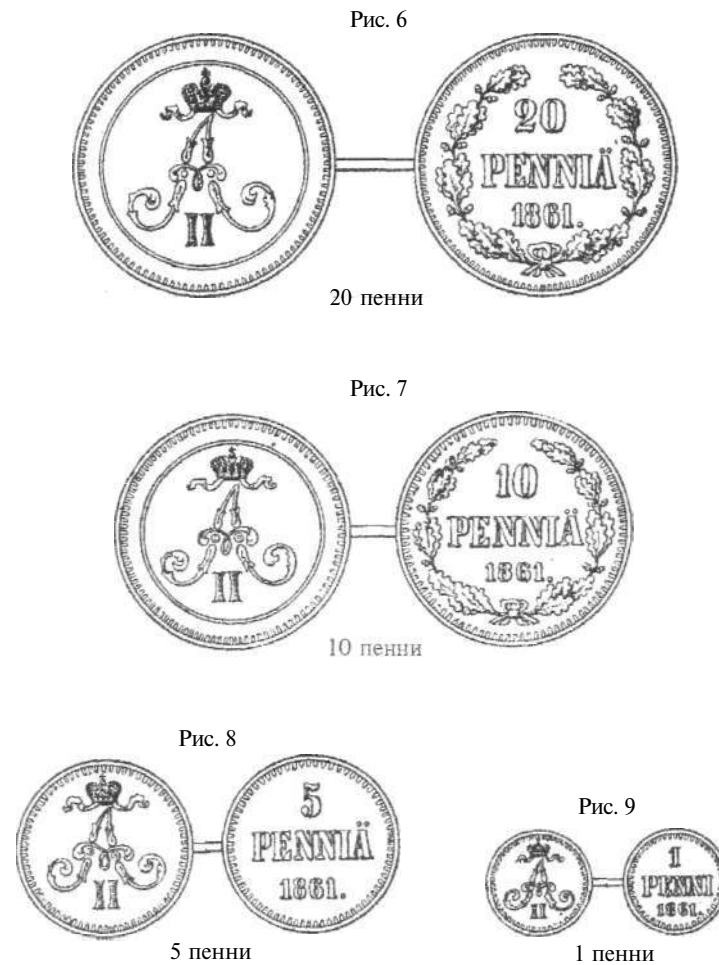 Рис. 6
II
20
PENNIÄ
1861.
20 пенни
Рис. 7
II
10
PENNIÄ
1861.
10 пенни
Рис. 8
II
5
PENNIÄ
1861.
5 пенни
Рис. 9
II
1
PENNI.
1861.
1 пенни